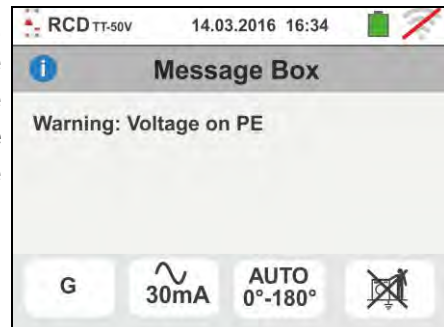 RCD TT-50V 14.03.2016 16:34
Message Box
Warning: Voltage on PE
G
30mA
AUTO
0°-180°